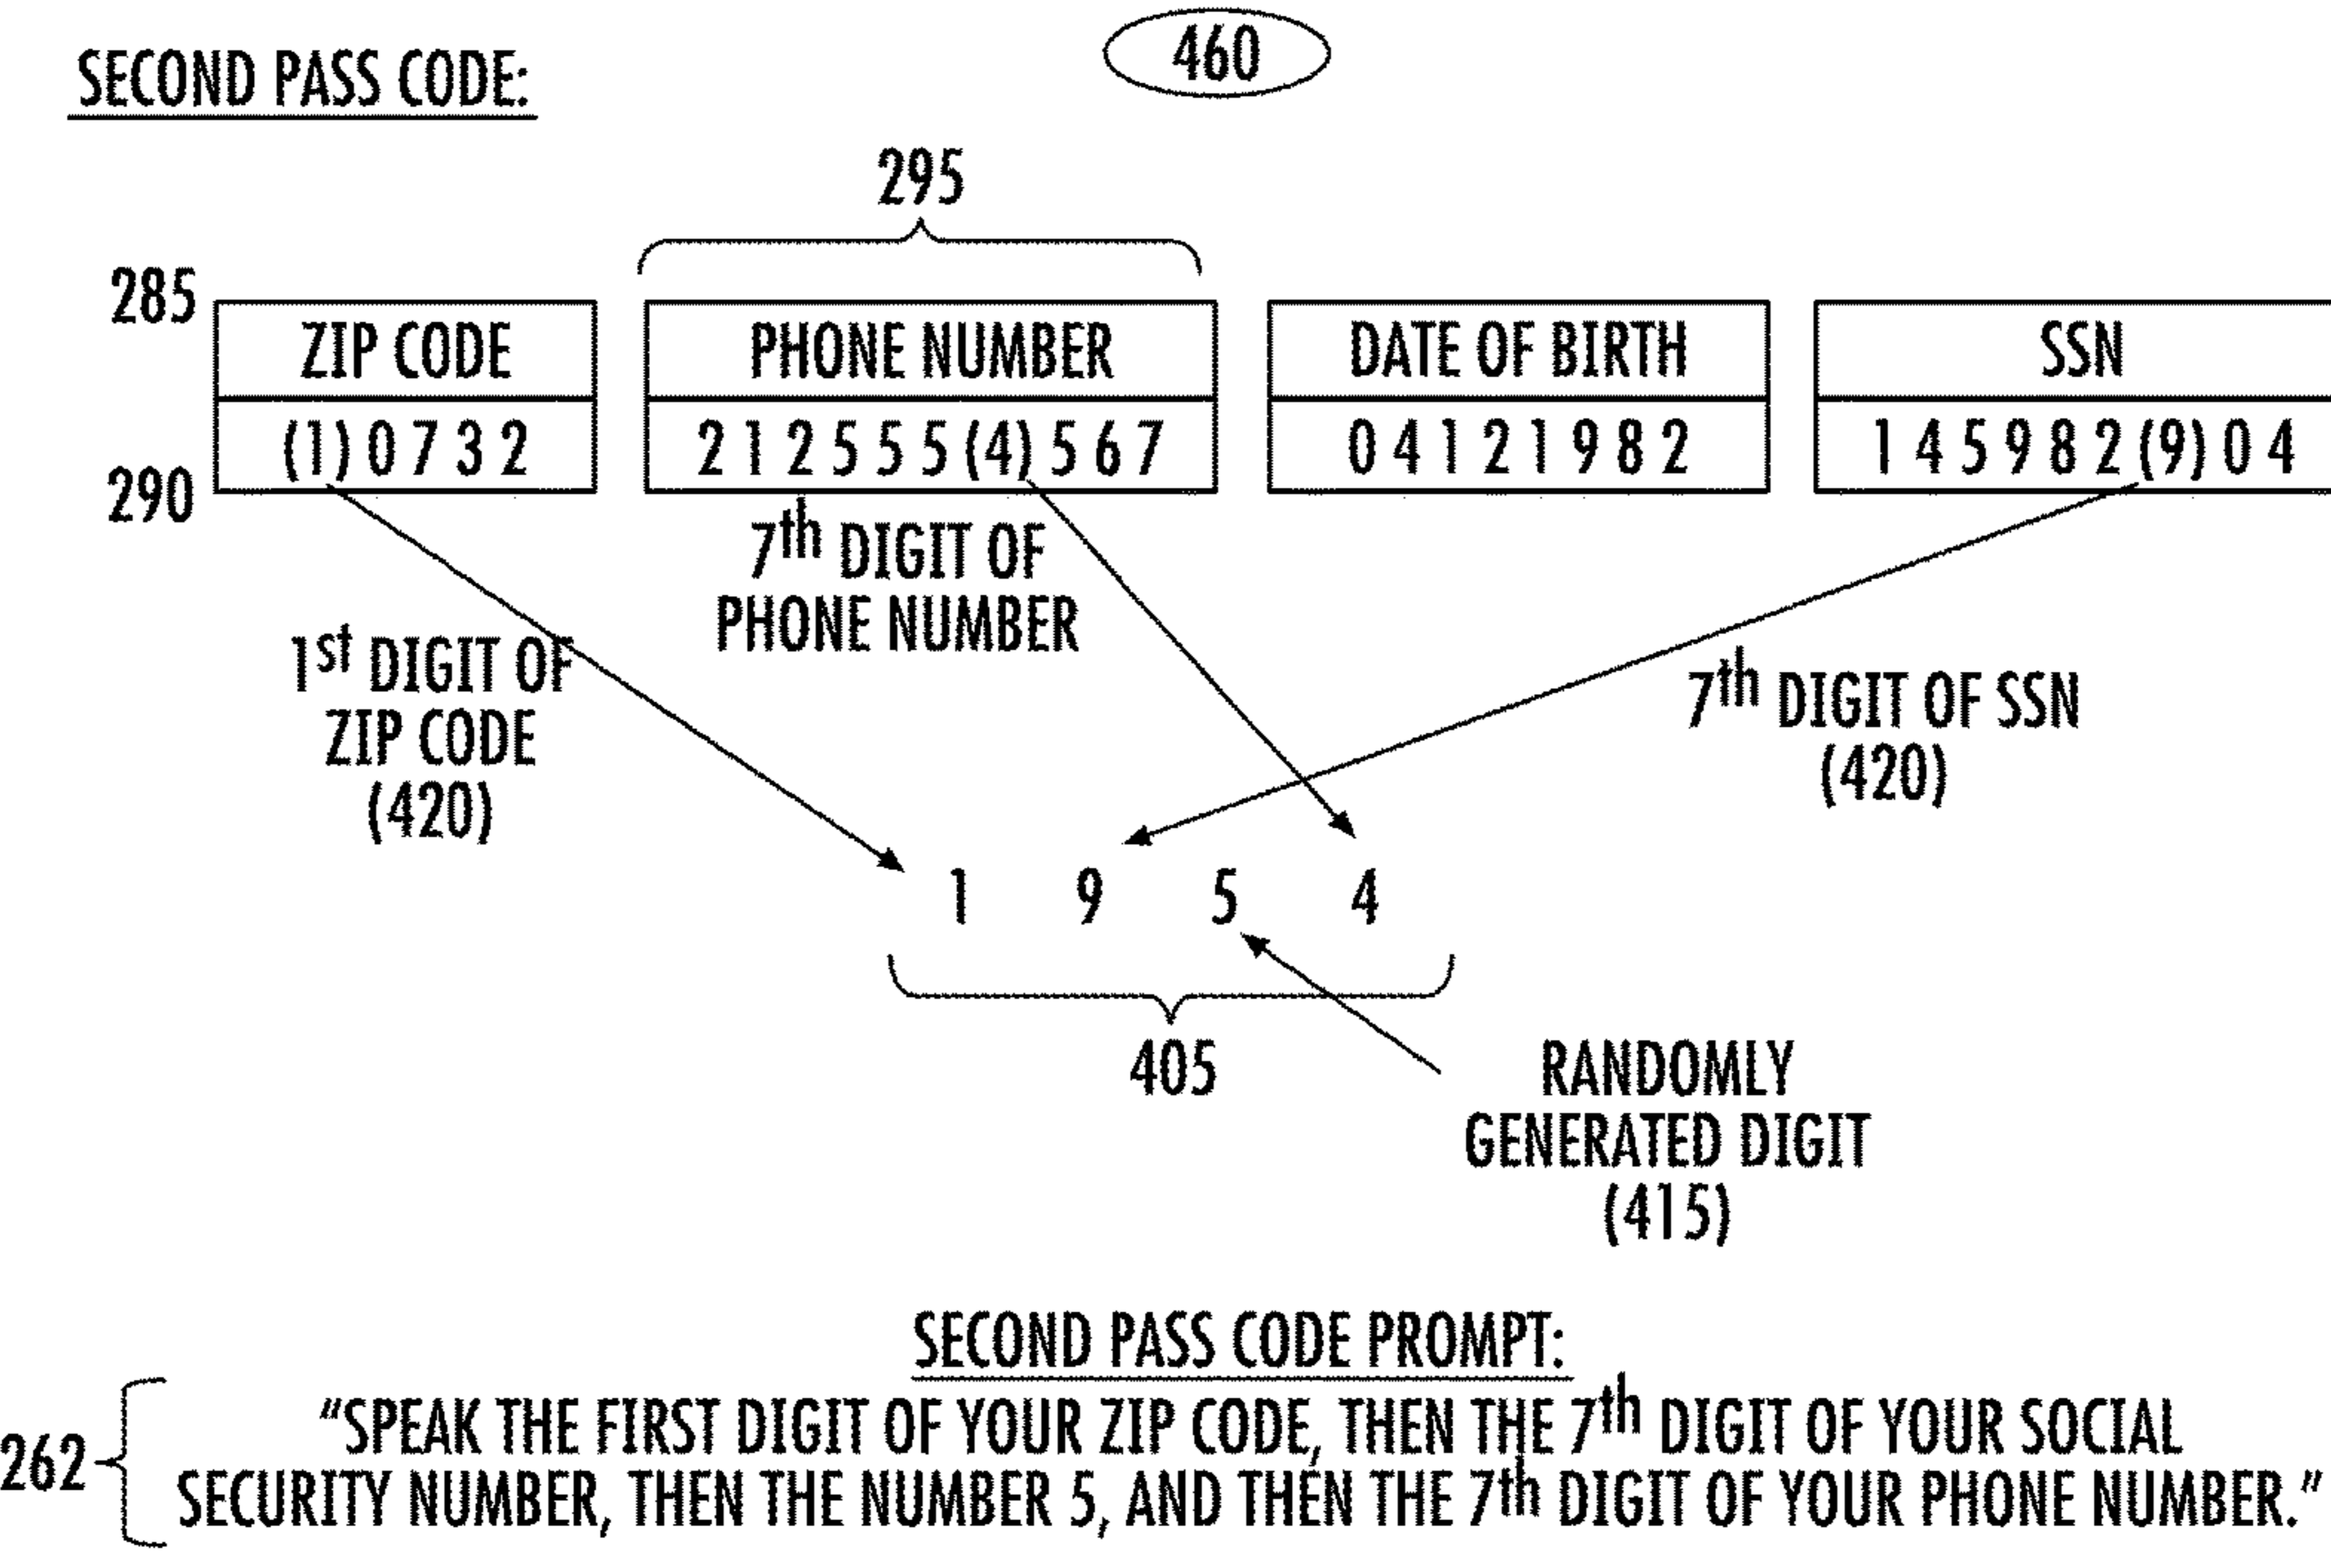 460
SECOND PASS CODE:
295
285
ZIP CODE PHONE NUMBER DATE OF BIRTH SSN
(1) 0 7 3 2 2 1 2 5 5 5 (4) 5 6 7 0 4 1 2 1 9 8 2 1 4 5 9 8 2 (9) 0 4
290
7th DIGIT OF
PHONE NUMBER
1st DIGIT OF
ZIP CODE
(420)
7th DIGIT OF SSN
(420)
1 9 5 4
405
RANDOMLY
GENERATED DIGIT
(415)
SECOND PASS CODE PROMPT:
262
"SPEAK THE FIRST DIGIT OF YOUR ZIP CODE, THEN THE 7th DIGIT OF YOUR SOCIAL
SECURITY NUMBER, THEN THE NUMBER 5, AND THEN THE 7th DIGIT OF YOUR PHONE NUMBER."